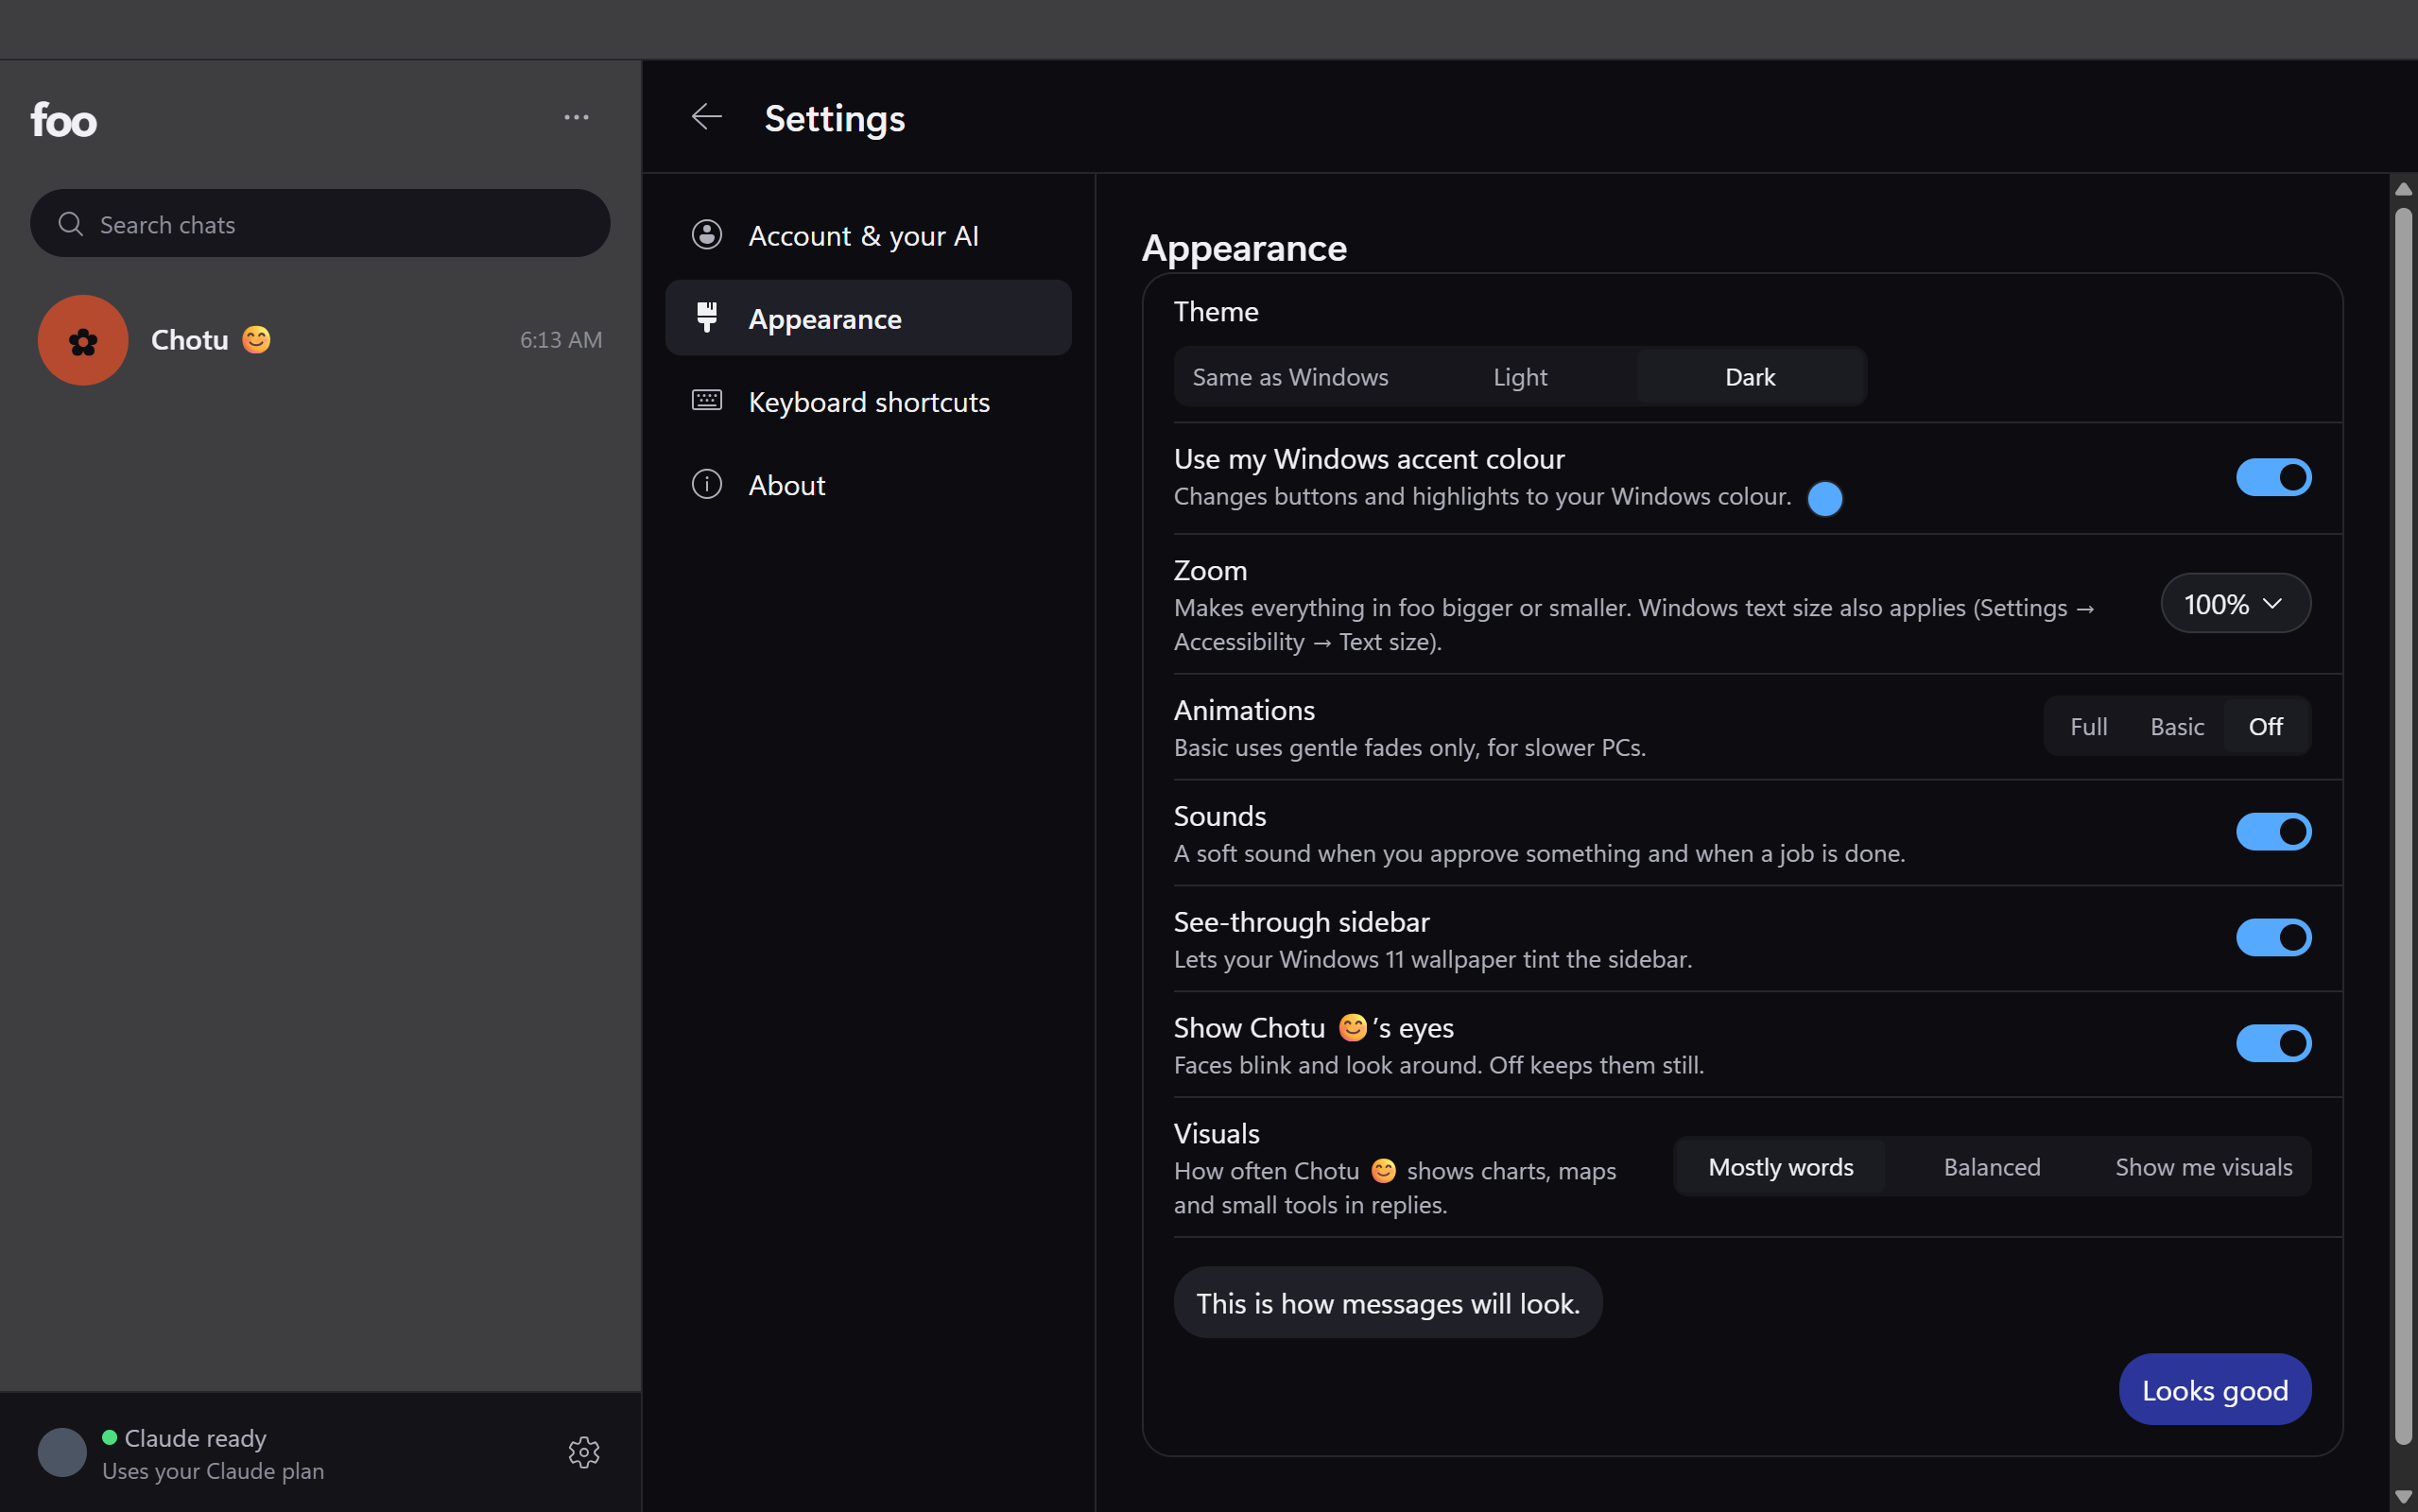 foo
...
Search chats
Chotu 😊
6:13 AM
Claude ready
Uses your Claude plan
Settings
Account & your AI
Appearance
Keyboard shortcuts
About
Appearance
Theme
Same as Windows Light Dark
Use my Windows accent colour
Changes buttons and highlights to your Windows colour.
Zoom
Makes everything in foo bigger or smaller. Windows text size also applies (Settings →
Accessibility → Text size).
100%
Animations
Basic uses gentle fades only, for slower PCs.
Full Basic Off
Sounds
A soft sound when you approve something and when a job is done.
See-through sidebar
Lets your Windows 11 wallpaper tint the sidebar.
Show Chotu 😊’s eyes
Faces blink and look around. Off keeps them still.
Visuals
How often Chotu 😊 shows charts, maps
and small tools in replies.
Mostly words Balanced Show me visuals
This is how messages will look.
Looks good